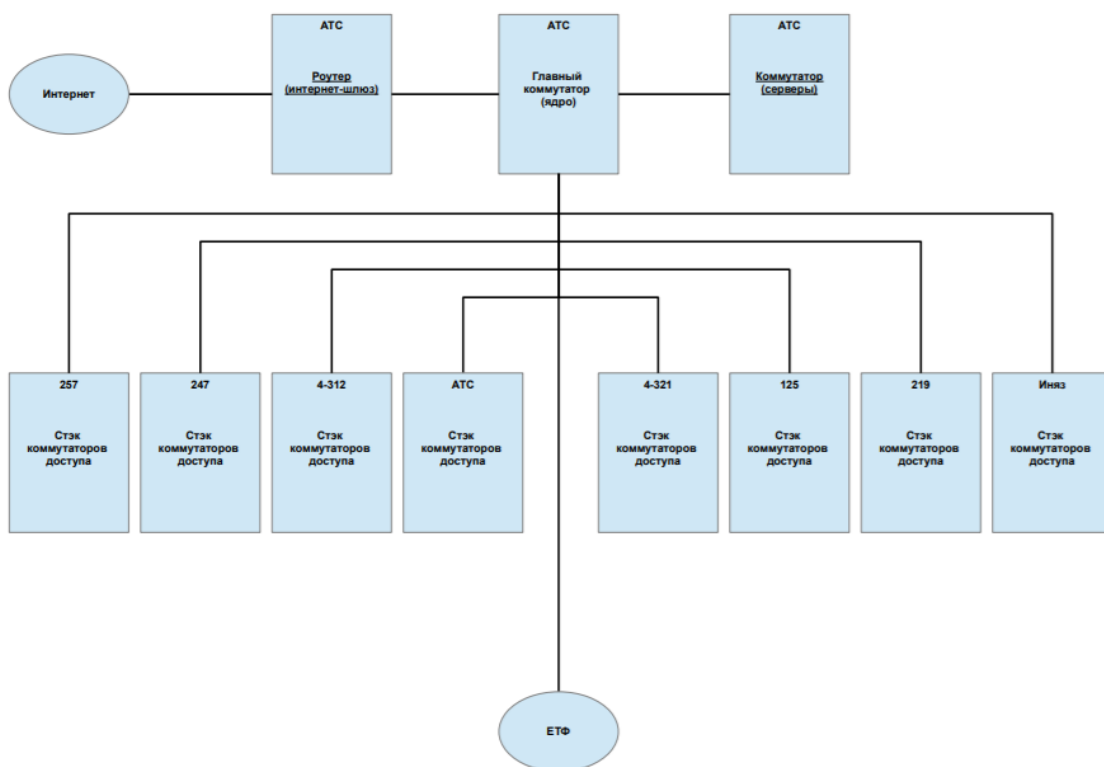 АТС
Роутер
(интернет-шлюз)
АТС
Главный
коммутатор
(ядро)
АТС
Коммутатор
(серверы)
Интернет
257
Стэк
коммутаторов
доступа
247
Стэк
коммутаторов
доступа
4-312
Стэк
коммутаторов
доступа
АТС
Стэк
коммутаторов
доступа
4-321
Стэк
коммутаторов
доступа
125
Стэк
коммутаторов
доступа
219
Стэк
коммутаторов
доступа
Иняз
Стэк
коммутаторов
доступа
ЕТФ